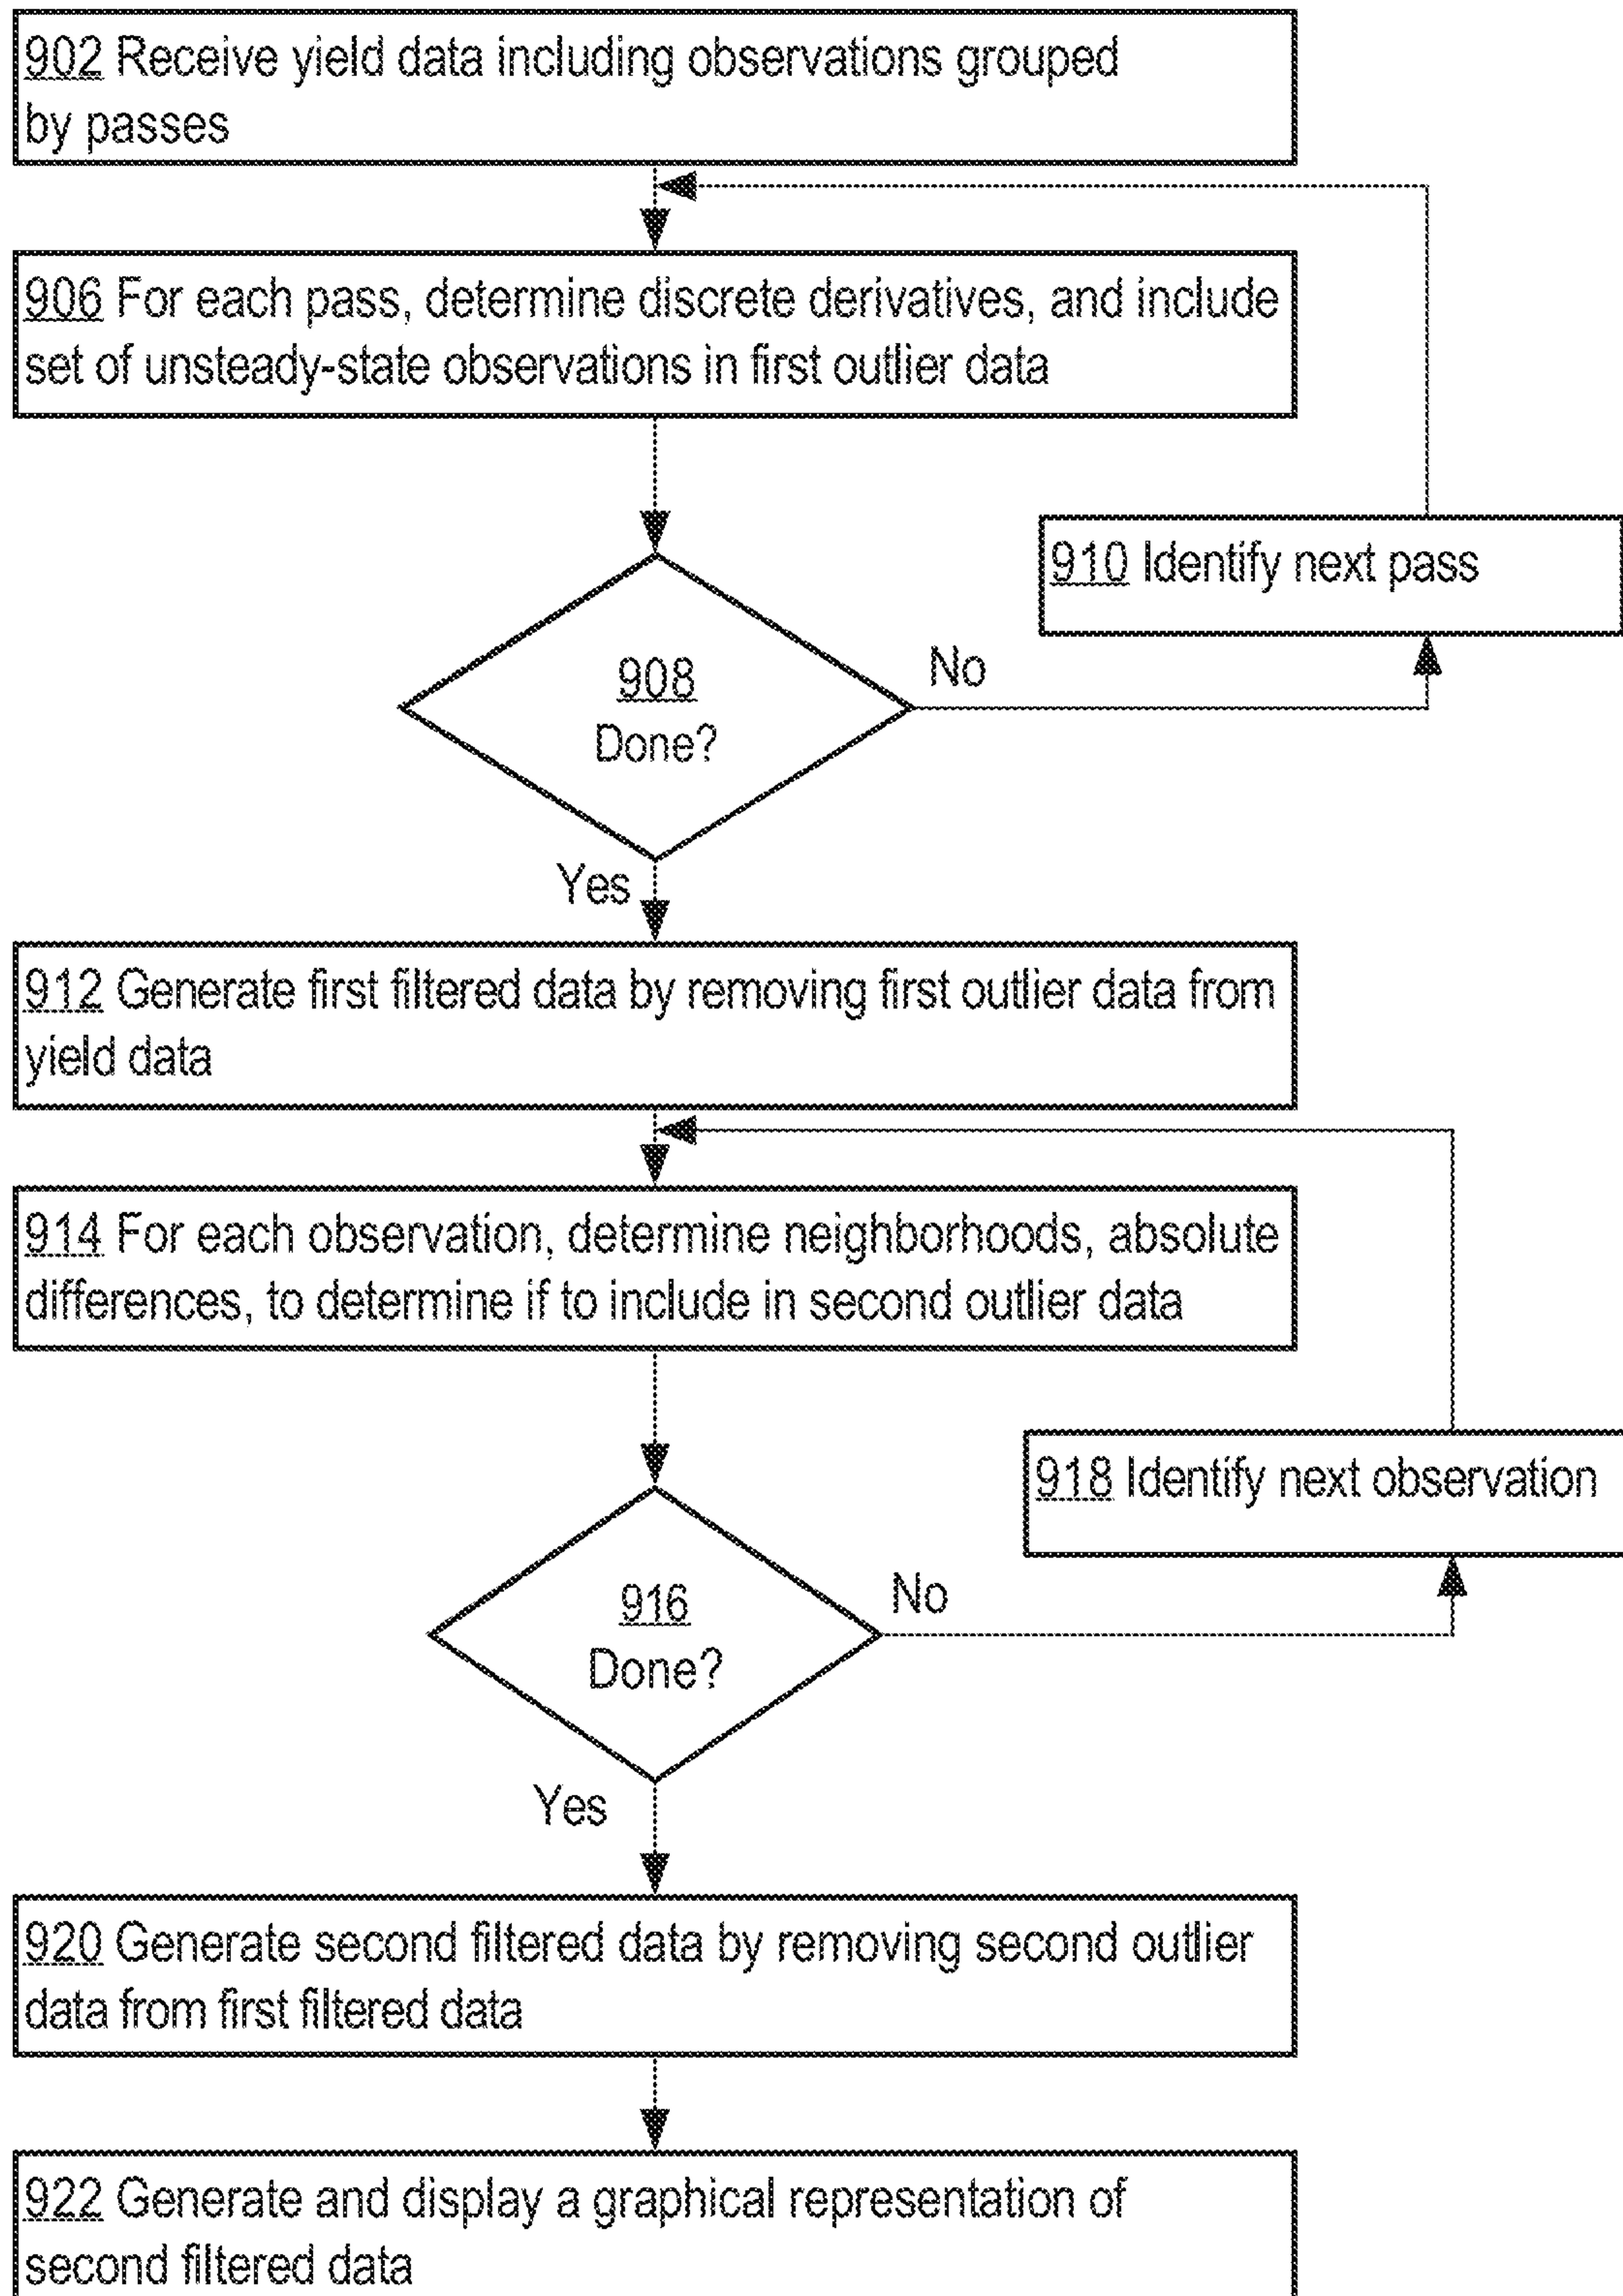 902 Receive yield data including observations grouped
by passes
906 For each pass, determine discrete derivatives, and include
set of unsteady-state observations in first outlier data
910 Identify next pass
908
Done?
No
Yes
912 Generate first filtered data by removing first outlier data from
yield data
914 For each observation, determine neighborhoods, absolute
differences, to determine if to include in second outlier data
918 Identify next observation
916
Done?
No
Yes
920 Generate second filtered data by removing second outlier
data from first filtered data
922 Generate and display a graphical representation of
second filtered data